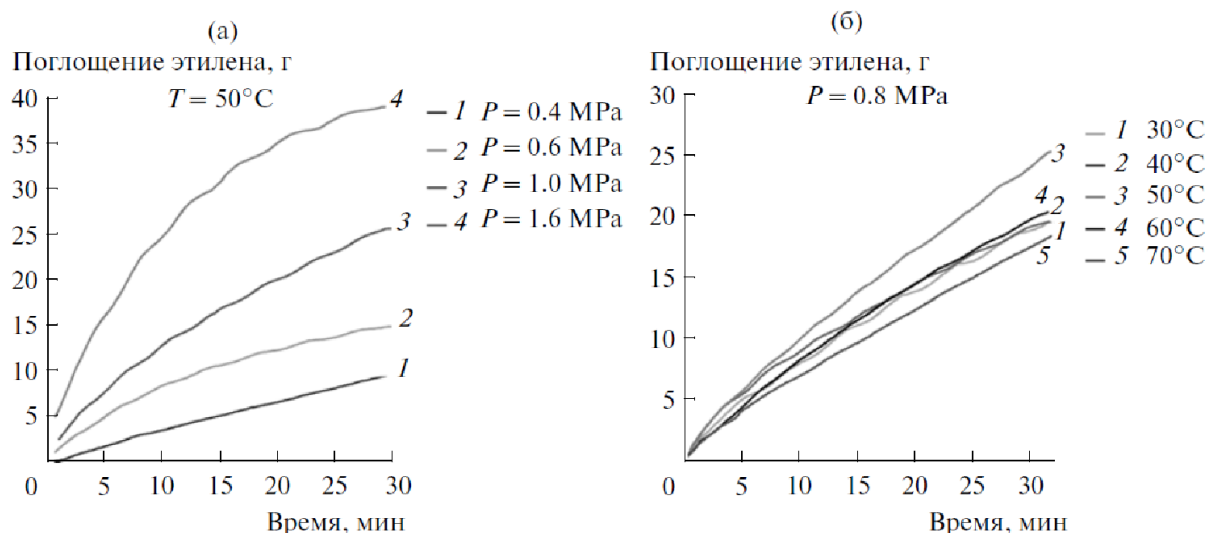 (а)
Поглощение этилена, г
T = 50°C
40
35
30
25
20
15
10
5
0
5 10 15 20 25 30
Время, мин
4
3
2
1
1 P = 0.4 MPa
2 P = 0.6 MPa
3 P = 1.0 MPa
4 P = 1.6 MPa
(б)
Поглощение этилена, г
P = 0.8 MPa
30
25
20
15
10
5
0
5 10 15 20 25 30
Время, мин
3
4
2
1
5
1 30°C
2 40°C
3 50°C
4 60°C
5 70°C